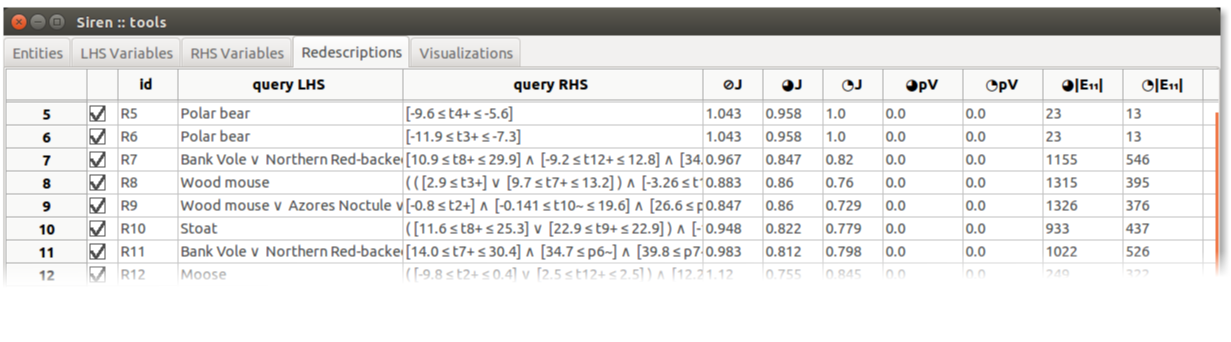 Siren :: tools
Entities LHS Variables RHS Variables Redescriptions Visualizations
id query LHS query RHS ⊘J ◕J ◔J ◕pV ◔pV ◕|E₁₁| ◔|E₁₁|
5 R5 Polar bear [-9.6 ≤ t4+ ≤ -5.6] 1.043 0.958 1.0 0.0 0.0 23 13
6 R6 Polar bear [-11.9 ≤ t3+ ≤ -7.3] 1.043 0.958 1.0 0.0 0.0 23 13
7 R7 Bank Vole ∨ Northern Red-backe [10.9 ≤ t8+ ≤ 29.9] ∧ [-9.2 ≤ t12+ ≤ 12.8] ∧ [34. 0.967 0.847 0.82 0.0 0.0 1155 546
8 R8 Wood mouse ( ( [2.9 ≤ t3+] ∨ [9.7 ≤ t7+ ≤ 13.2] ) ∧ [-3.26 ≤ t1 0.883 0.86 0.76 0.0 0.0 1315 395
9 R9 Wood mouse ∨ Azores Noctule ∨ [-0.8 ≤ t2+] ∧ [-0.141 ≤ t10~ ≤ 19.6] ∧ [26.6 ≤ p 0.847 0.86 0.729 0.0 0.0 1326 376
10 R10 Stoat ( [11.6 ≤ t8+ ≤ 25.3] ∨ [22.9 ≤ t9+ ≤ 22.9] ) ∧ [- 0.948 0.822 0.779 0.0 0.0 933 437
11 R11 Bank Vole ∨ Northern Red-backe [14.0 ≤ t7+ ≤ 30.4] ∧ [34.7 ≤ p6~] ∧ [39.8 ≤ p7- 0.983 0.812 0.798 0.0 0.0 1022 526
12 R12 Moose ( [-9.8 ≤ t2+ ≤ 0.4] ∨ [2.5 ≤ t12+ ≤ 2.5] ) ∧ [12.2 1.12 0.755 0.845 0.0 0.0 249 322